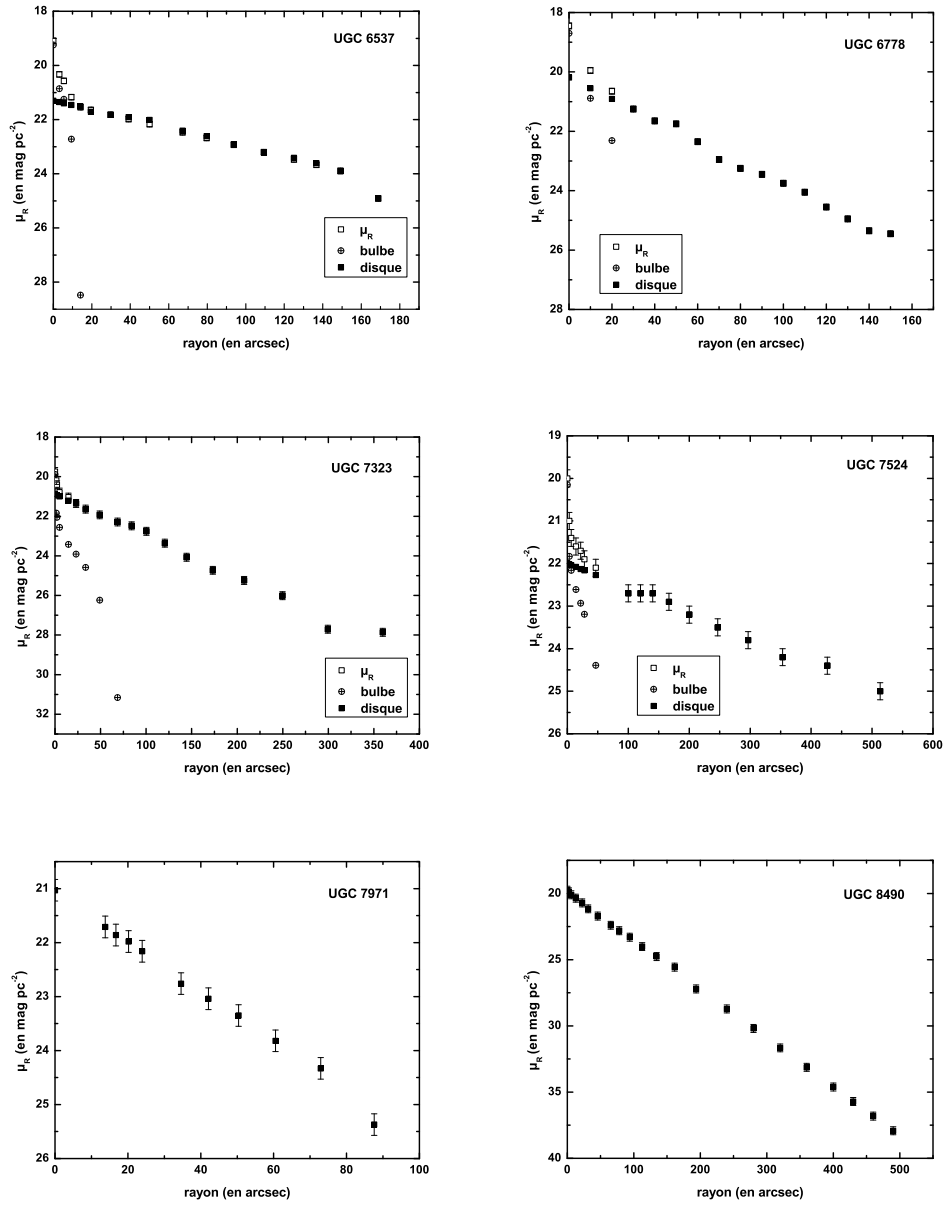 UGC 6537
18
20
22
24
26
28
μR (en mag pc-2)
μR
bulbe
disque
0 20 40 60 80 100 120 140 160 180
rayon (en arcsec)
UGC 6778
18
20
22
24
26
28
μR (en mag pc-2)
μR
bulbe
disque
0 20 40 60 80 100 120 140 160
rayon (en arcsec)
UGC 7323
18
20
22
24
26
28
30
32
μR (en mag pc-2)
μR
bulbe
disque
0 50 100 150 200 250 300 350 400
rayon (en arcsec)
UGC 7524
19
20
21
22
23
24
25
26
μR (en mag pc-2)
μR
bulbe
disque
0 100 200 300 400 500 600
rayon (en arcsec)
UGC 7971
21
22
23
24
25
26
μR (en mag pc-2)
0 20 40 60 80 100
rayon (en arcsec)
UGC 8490
20
25
30
35
40
μR (en mag pc-2)
0 100 200 300 400 500
rayon (en arcsec)